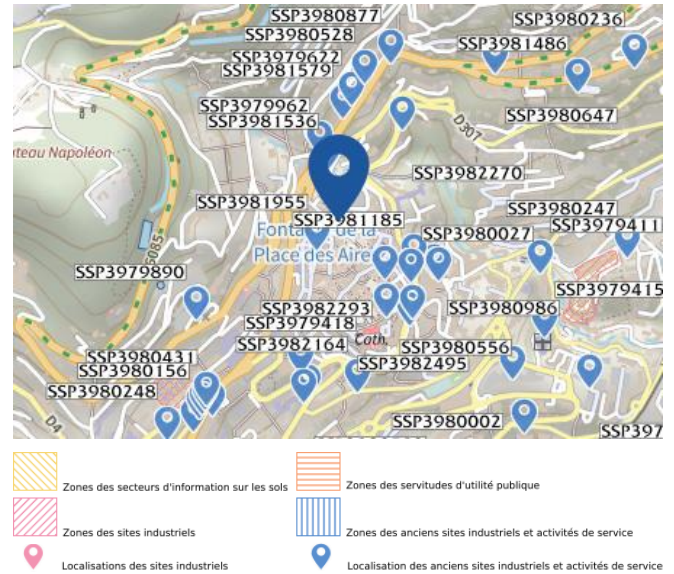 SSP3980877
SSP3980236
SSP3980528
SSP3981486
SSP3979622
SSP3981579
SSP3979962
SSP3980647
SSP3981536
D307
Plateau Napoléon
SSP3982270
SSP3981955
SSP3980247
SSP3981185
SSP3979411
SSP3980027
Fontaine de la
Place des Aires
6085
SSP3979890
SSP3979415
SSP3982293
SSP3980986
SSP3979418
Cath.
SSP3982164
SSP3980556
SSP3980431
SSP3982495
SSP3980156
SSP3980248
SSP3980002
D4
SSP397
Zones des secteurs d'information sur les sols
Zones des servitudes d'utilité publique
Zones des sites industriels
Zones des anciens sites industriels et activités de service
Localisations des sites industriels
Localisation des anciens sites industriels et activités de service